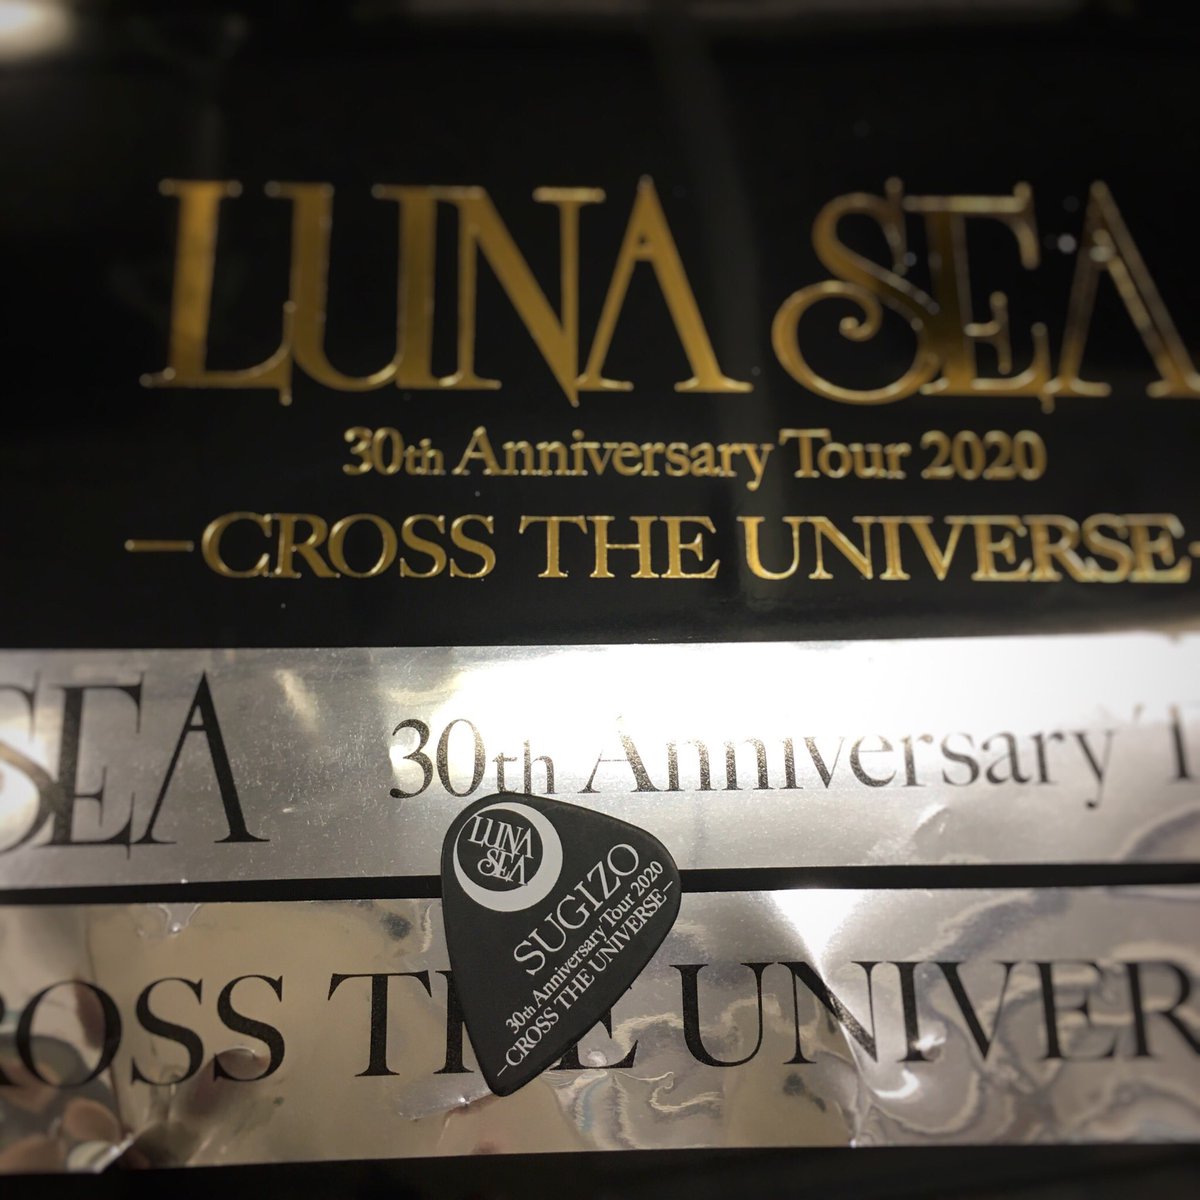 LUNA SEA
30th Anniversary Tour 2020
−CROSS THE UNIVERSE-
SEA 30th Anniversary T
ROSS THE UNIVER
LUNA
SEA
SUGIZO
30th Anniversary Tour 2020
−CROSS THE UNIVERSE−